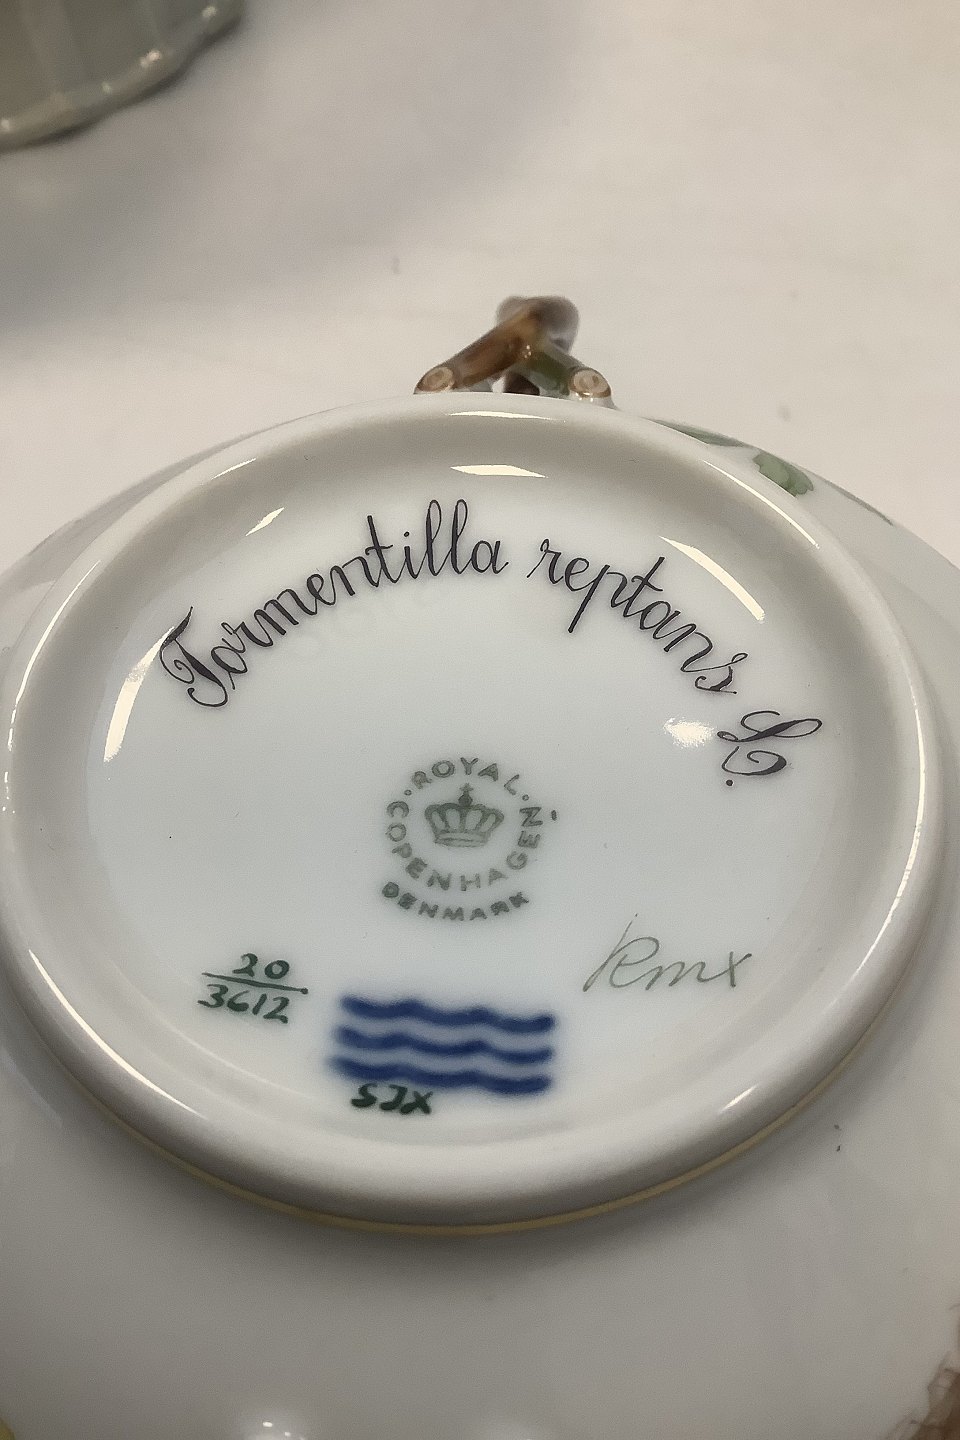 Tormentilla reptans L.
ROYAL COPENHAGEN
DENMARK
20
3612
Rmx
SJX